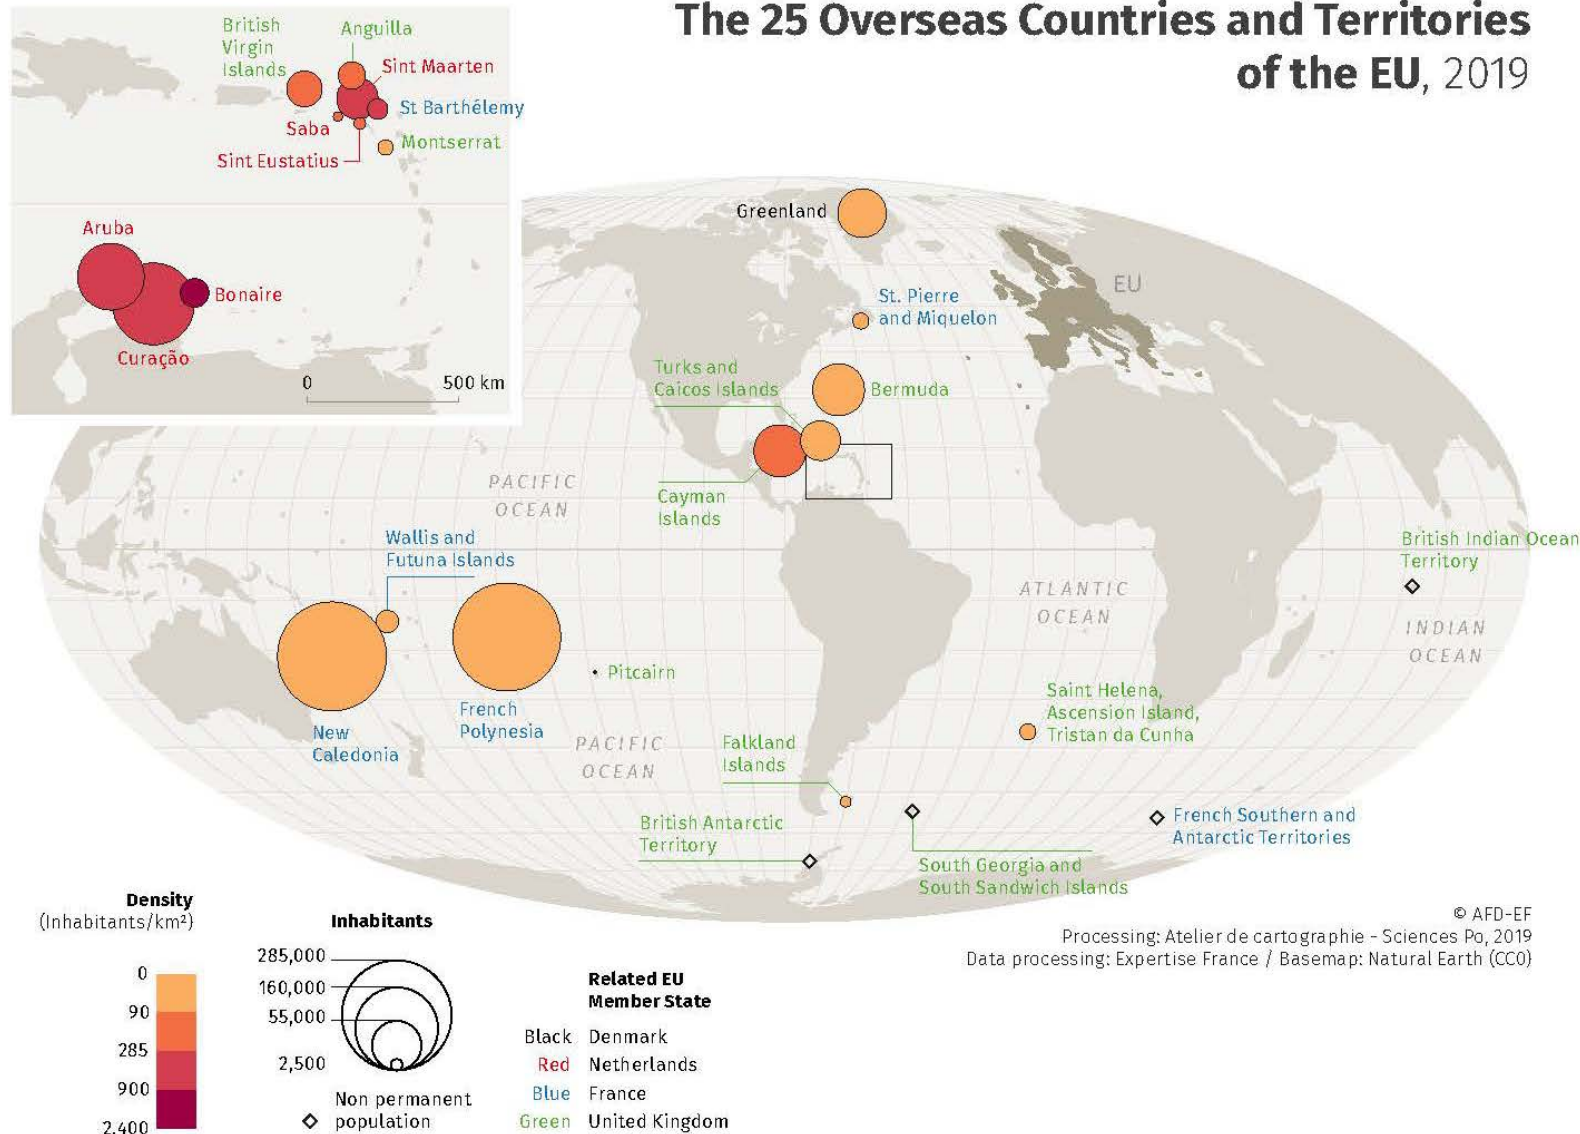 The 25 Overseas Countries and Territories
of the EU, 2019
British
Virgin
Islands
Anguilla
Sint Maarten
St Barthélemy
Saba
Montserrat
Sint Eustatius
Aruba
Bonaire
Curaçao
0
500 km
Greenland
EU
St. Pierre
and Miquelon
Turks and
Caicos Islands
Bermuda
PACIFIC
OCEAN
Cayman
Islands
Wallis and
Futuna Islands
British Indian Ocean
Territory
ATLANTIC
OCEAN
INDIAN
OCEAN
Pitcairn
New
Caledonia
French
Polynesia
Saint Helena,
Ascension Island,
Tristan da Cunha
PACIFIC
OCEAN
Falkland
Islands
British Antarctic
Territory
South Georgia and
South Sandwich Islands
French Southern and
Antarctic Territories
Density
(Inhabitants/km²)
0
90
285
900
2,400
Inhabitants
285,000
160,000
55,000
2,500
Non permanent
population
Related EU
Member State
Black Denmark
Red Netherlands
Blue France
Green United Kingdom
© AFD-EF
Processing: Atelier de cartographie - Sciences Po, 2019
Data processing: Expertise France / Basemap: Natural Earth (CC0)